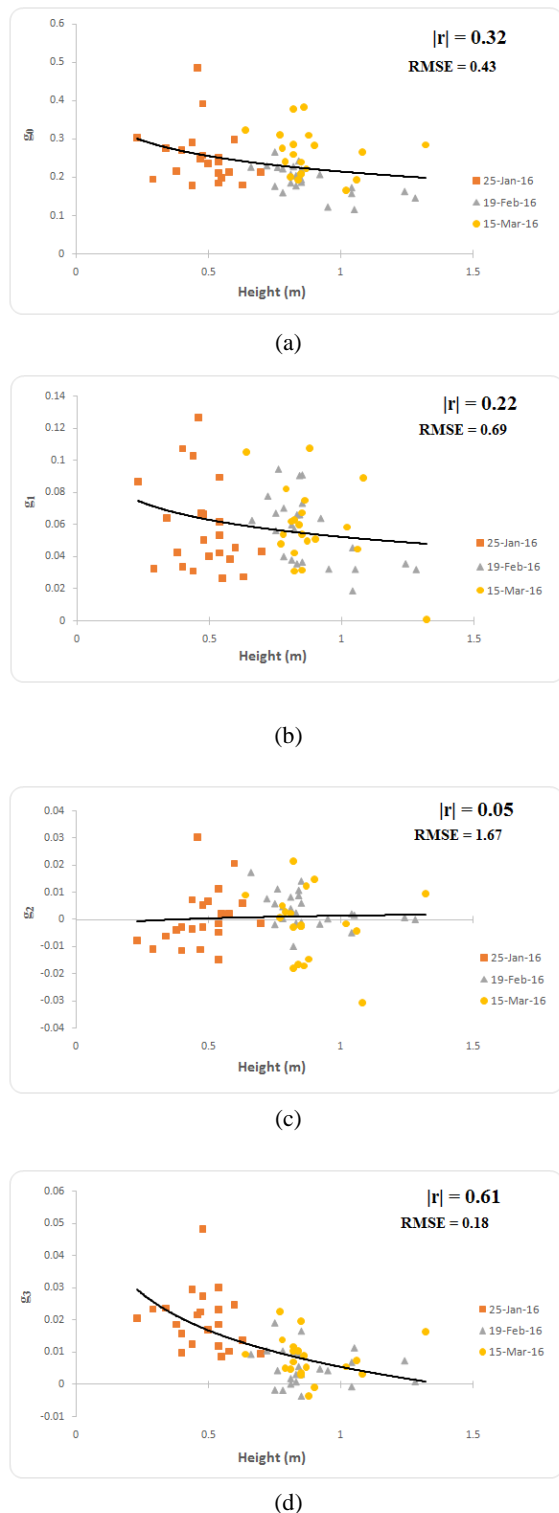 |r| = 0.32
RMSE = 0.43
0.6
0.5
0.4
0.3
0.2
0.1
0
g0
0 0.5 1 1.5
Height (m)
25-Jan-16
19-Feb-16
15-Mar-16
(a)
|r| = 0.22
RMSE = 0.69
0.14
0.12
0.1
0.08
0.06
0.04
0.02
0
g1
0 0.5 1 1.5
Height (m)
25-Jan-16
19-Feb-16
15-Mar-16
(b)
|r| = 0.05
RMSE = 1.67
0.04
0.03
0.02
0.01
0
-0.01
-0.02
-0.03
-0.04
g2
0 0.5 1 1.5
Height (m)
25-Jan-16
19-Feb-16
15-Mar-16
(c)
|r| = 0.61
RMSE = 0.18
0.06
0.05
0.04
0.03
0.02
0.01
0
-0.01
g3
0 0.5 1 1.5
Height (m)
25-Jan-16
19-Feb-16
15-Mar-16
(d)